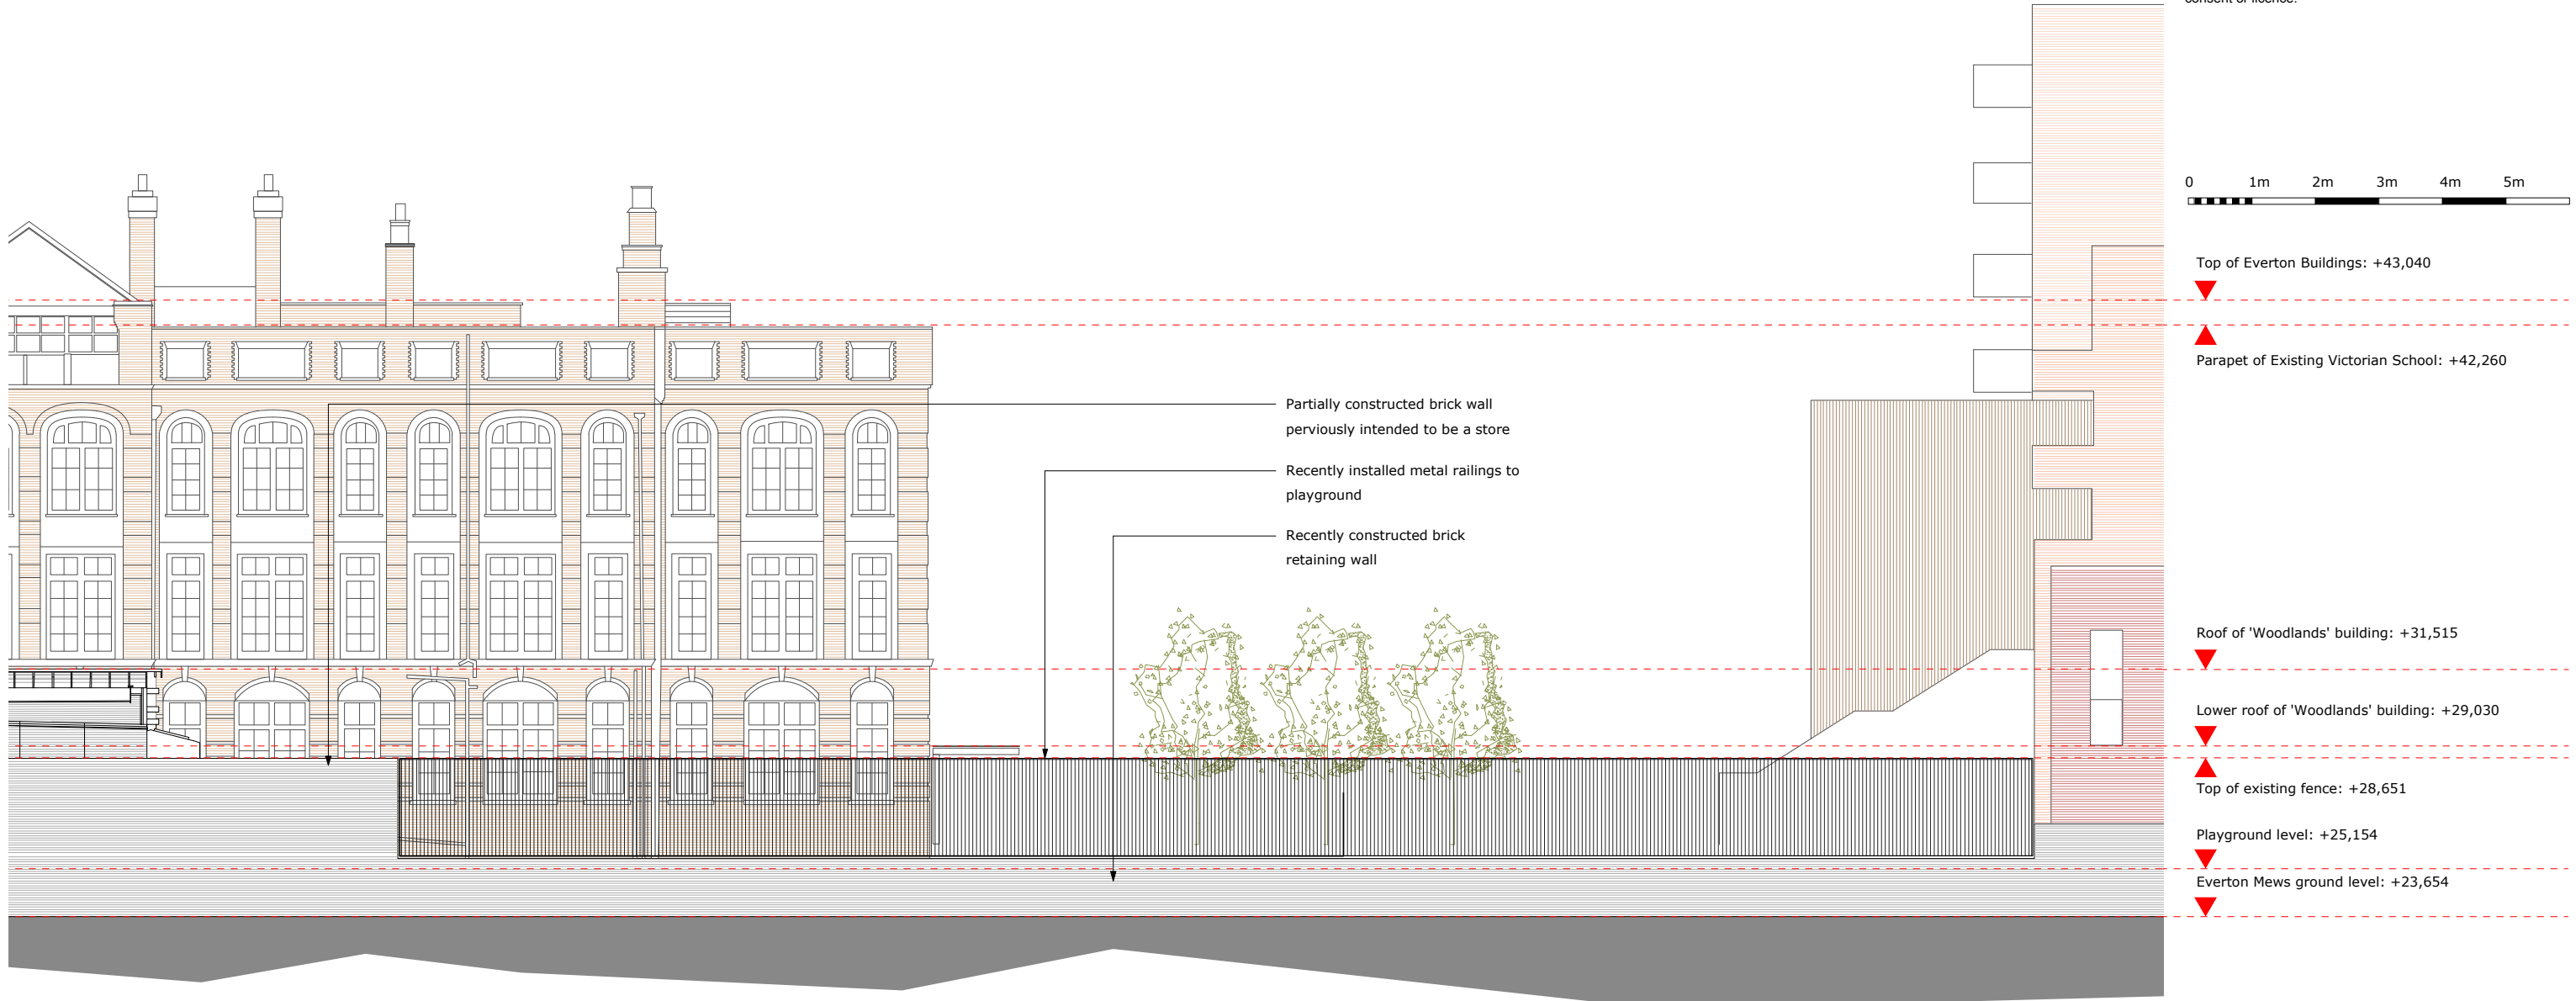 consent or licence.
0 1m 2m 3m 4m 5m
Top of Everton Buildings: +43,040
Parapet of Existing Victorian School: +42,260
Partially constructed brick wall
perviously intended to be a store
Recently installed metal railings to
playground
Recently constructed brick
retaining wall
Roof of 'Woodlands' building: +31,515
Lower roof of 'Woodlands' building: +29,030
Top of existing fence: +28,651
Playground level: +25,154
Everton Mews ground level: +23,654